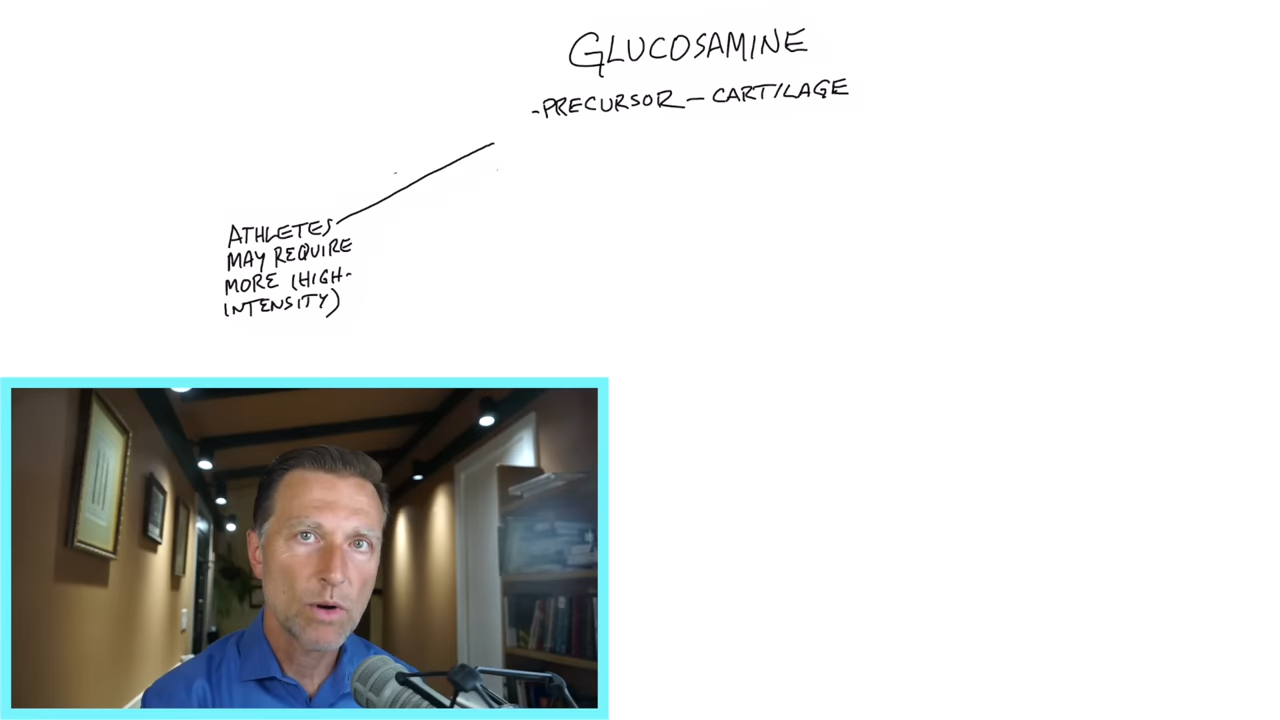 GLUCOSAMINE
-PRECURSOR-CARTILAGE
ATHLETES
MAY REQUIRE
MORE (HIGH-
INTENSITY)